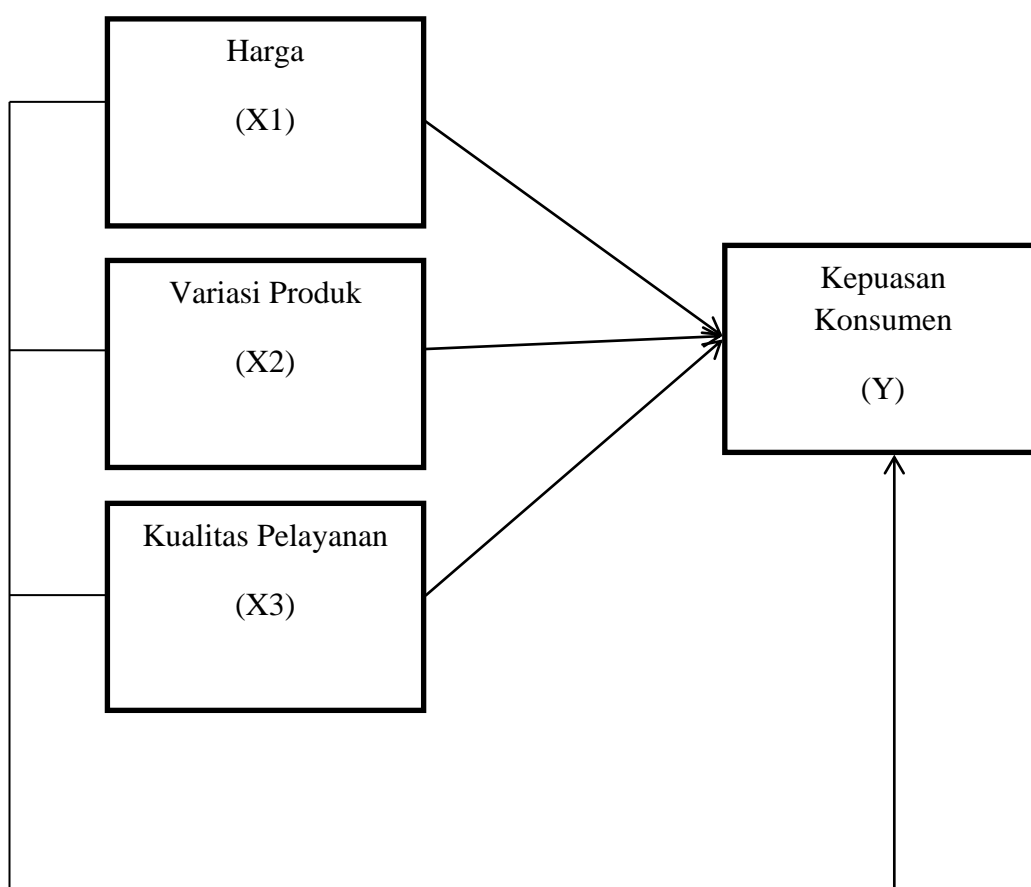 Harga
(X1)
Variasi Produk
(X2)
Kualitas Pelayanan
(X3)
Kepuasan
Konsumen
(Y)